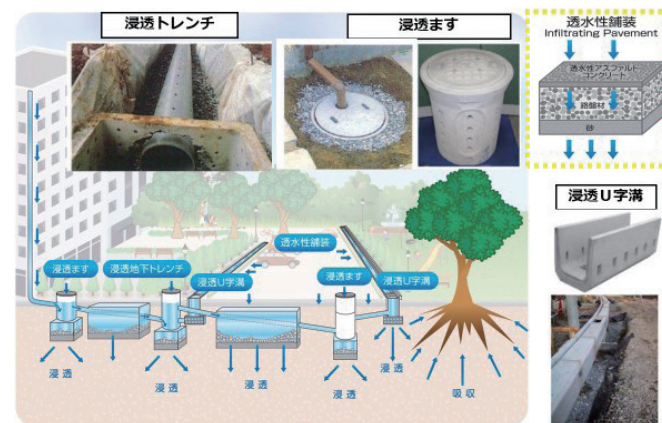 浸透トレンチ
浸透ます
透水性舗装
Infiltrating Pavement
透水性アスファルト
コンクリート
路盤材
砂
浸透U字溝
透水性舗装
浸透ます
浸透地下トレンチ
浸透U字溝
浸透ます
浸透U字溝
浸透
浸透
浸透
浸透
浸透
吸収